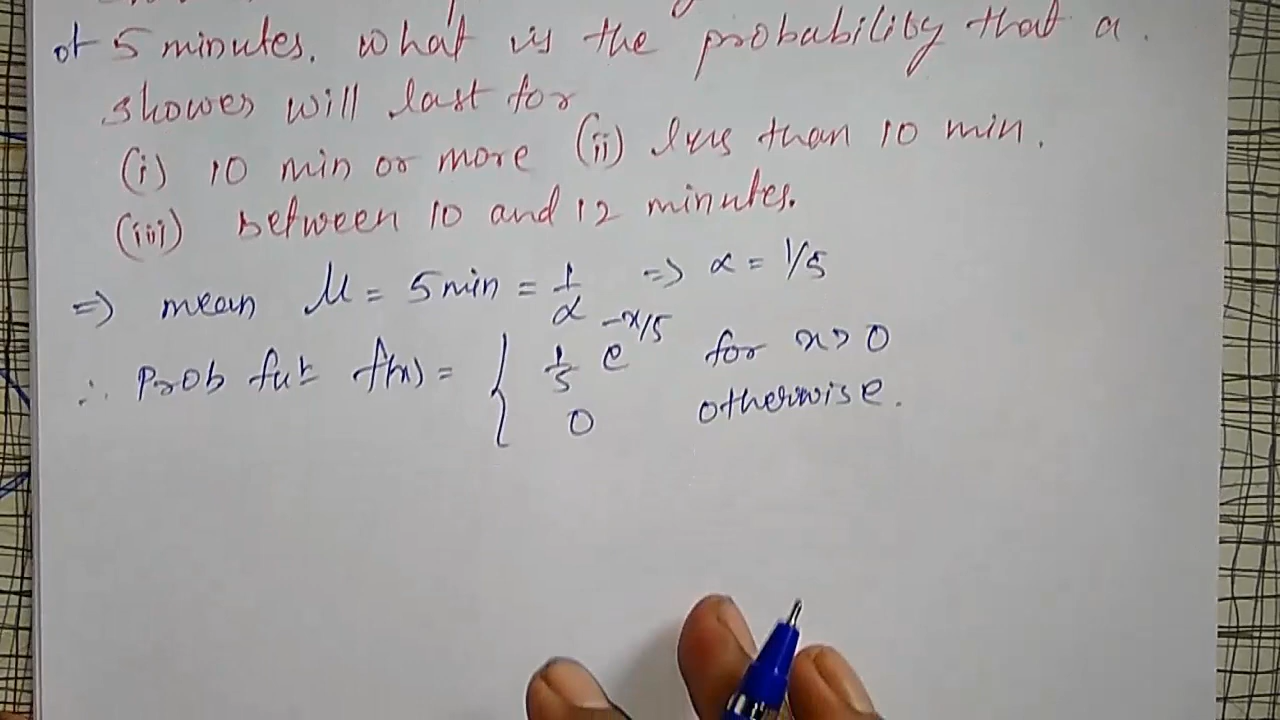 of 5 minutes. what is the probability that a
shower will last for
(i) 10 min or more (ii) less than 10 min.
(iii) between 10 and 12 minutes.
=> mean μ = 5 min = 1/α => α = 1/5
∴ Prob fun f(x) = { 1/5 e^{-x/5} for x>0
0 otherwise.